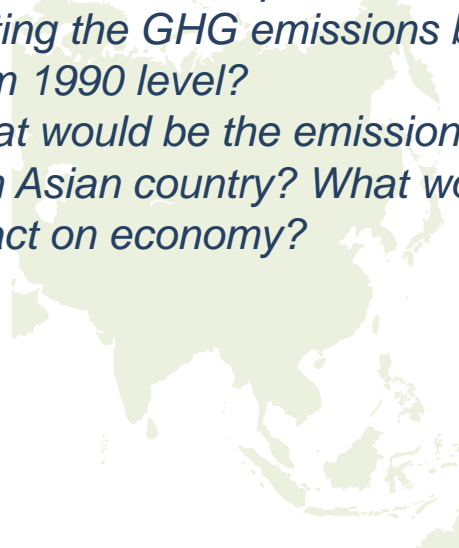 ting the GHG emissions b
m 1990 level?
at would be the emission
n Asian country? What wo
act on economy?